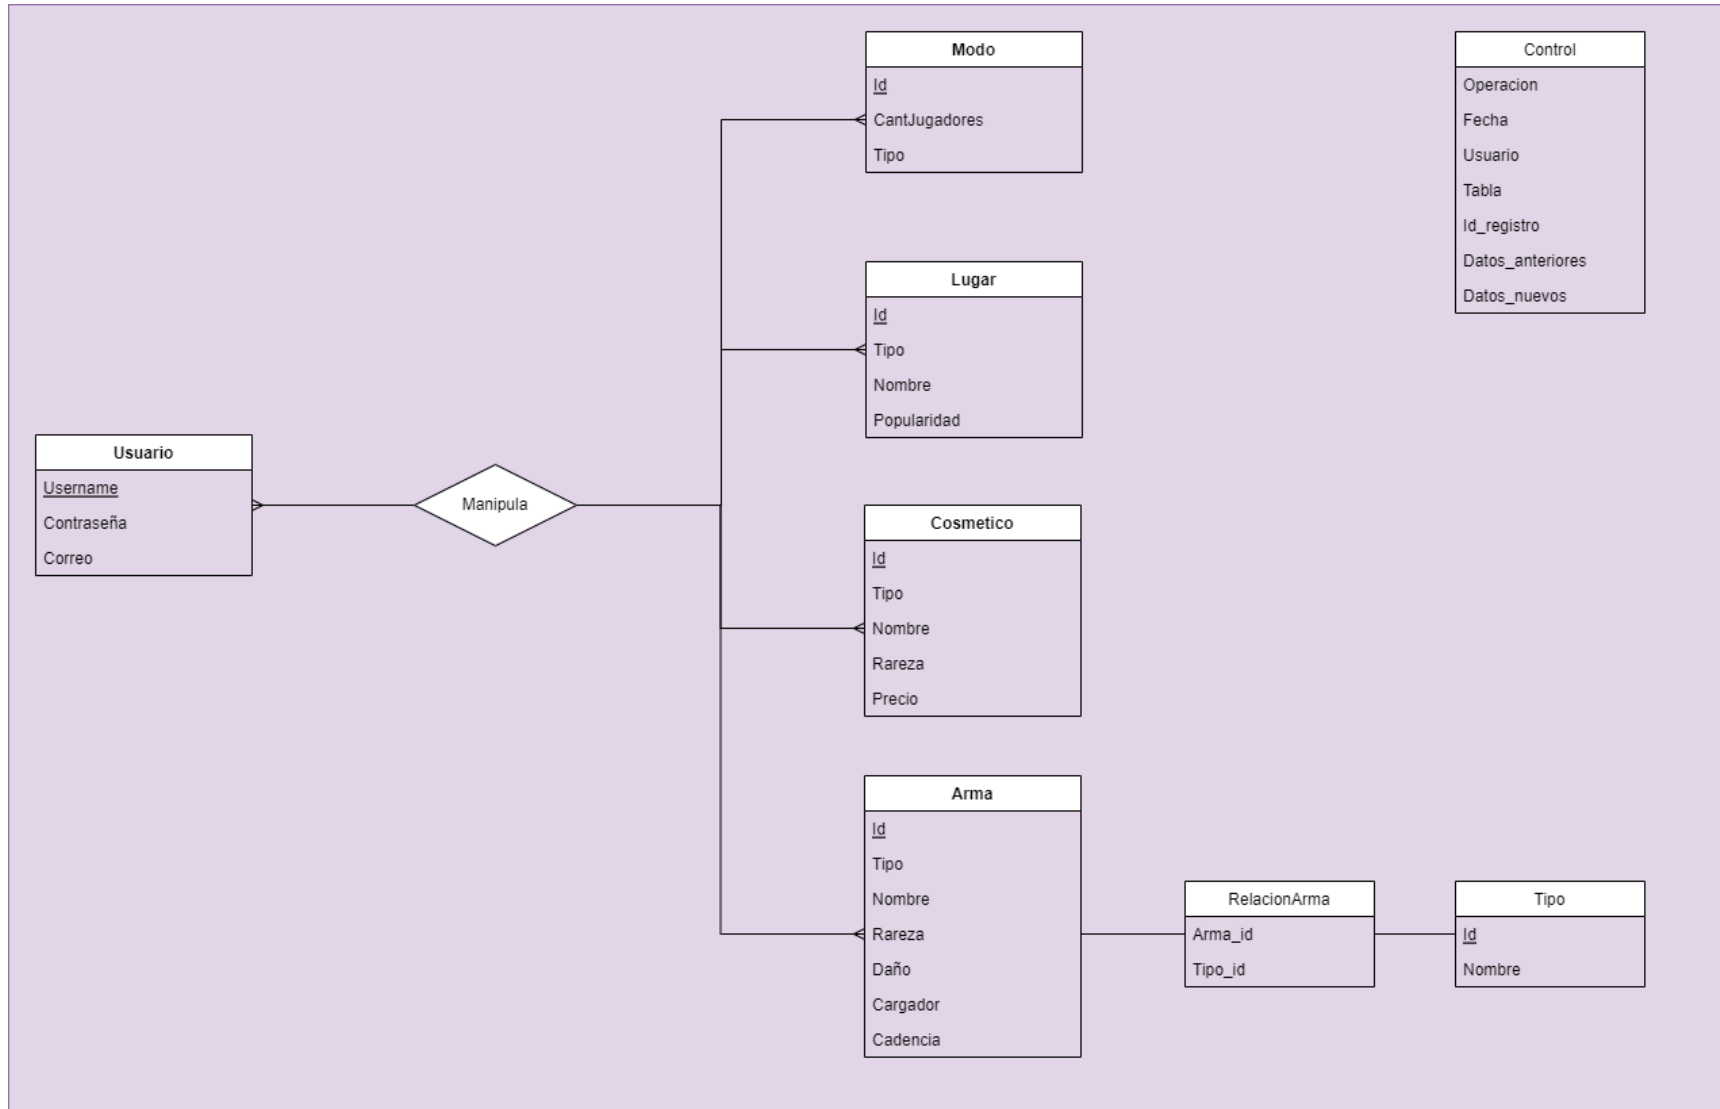 Modo
Id
CantJugadores
Tipo
Control
Operacion
Fecha
Usuario
Tabla
Id_registro
Datos_anteriores
Datos_nuevos
Lugar
Id
Tipo
Nombre
Popularidad
Usuario
Username
Contraseña
Correo
Manipula
Cosmetico
Id
Tipo
Nombre
Rareza
Precio
Arma
Id
Tipo
Nombre
Rareza
Daño
Cargador
Cadencia
RelacionArma
Arma_id
Tipo_id
Tipo
Id
Nombre